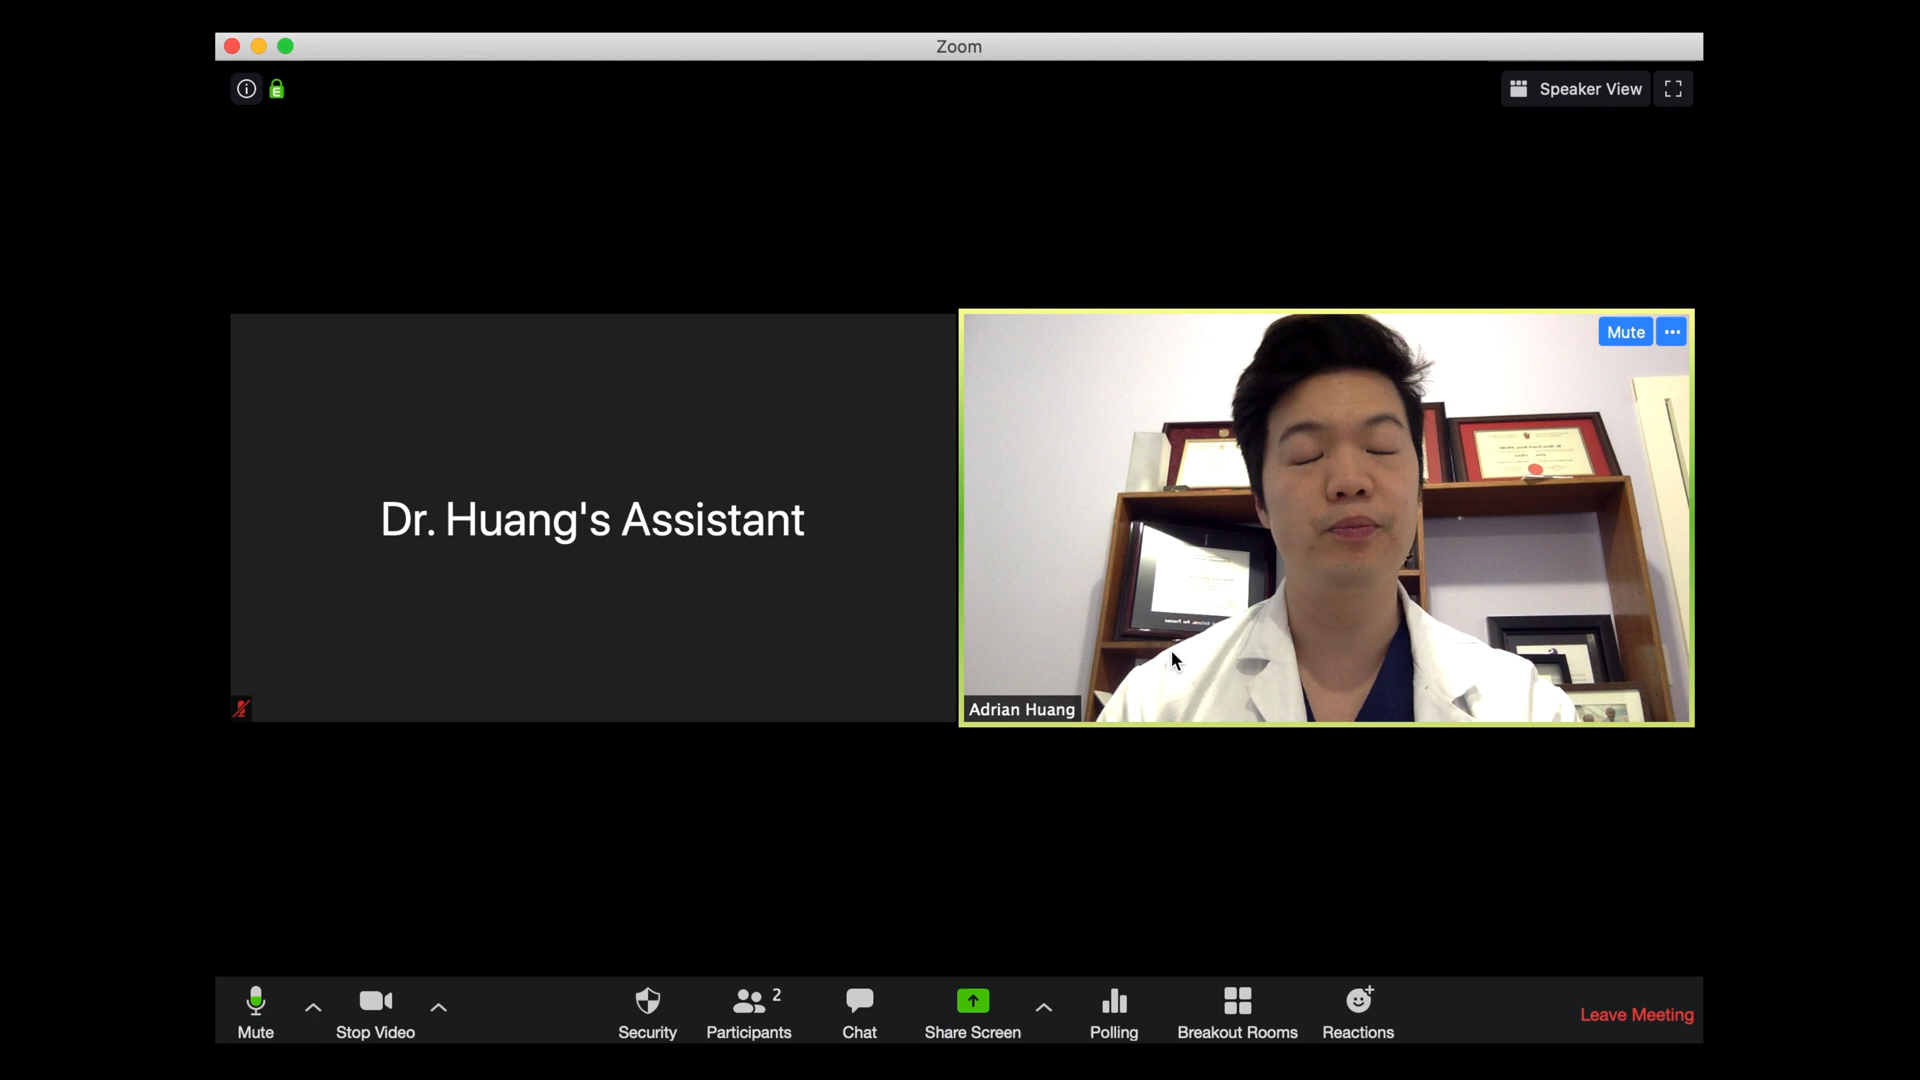 Zoom
Speaker View
Mute
Dr. Huang's Assistant
Adrian Huang
Mute
Stop Video
Security
Participants
2
Chat
Share Screen
Polling
Breakout Rooms
Reactions
Leave Meeting